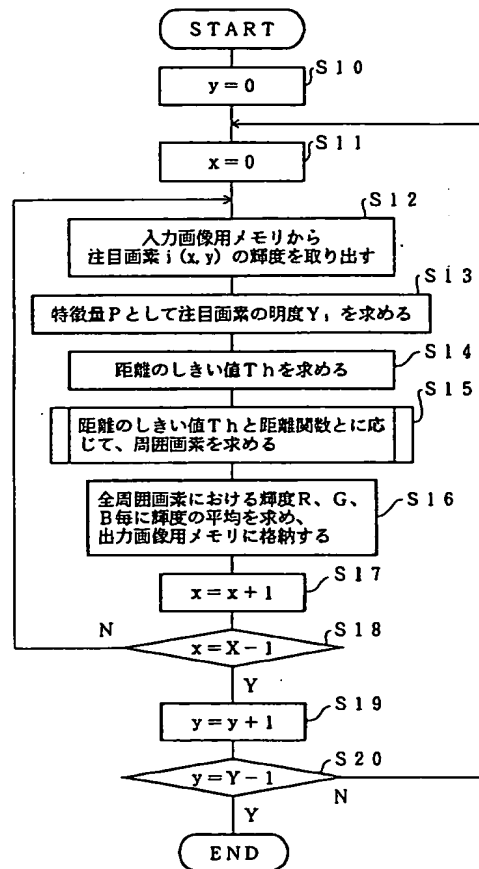 START
S10
y=0
S11
x=0
S12
入力画像用メモリから
注目画素i(x,y)の輝度を取り出す
S13
特徴量Pとして注目画素の明度Yiを求める
S14
距離のしきい値Thを求める
S15
距離のしきい値Thと距離関数とに応
じて、周囲画素を求める
S16
全周囲画素における輝度R、G、
B毎に輝度の平均を求め、
出力画像用メモリに格納する
S17
x=x+1
N
S18
x=X-1
Y
S19
y=y+1
S20
y=Y-1
N
Y
END